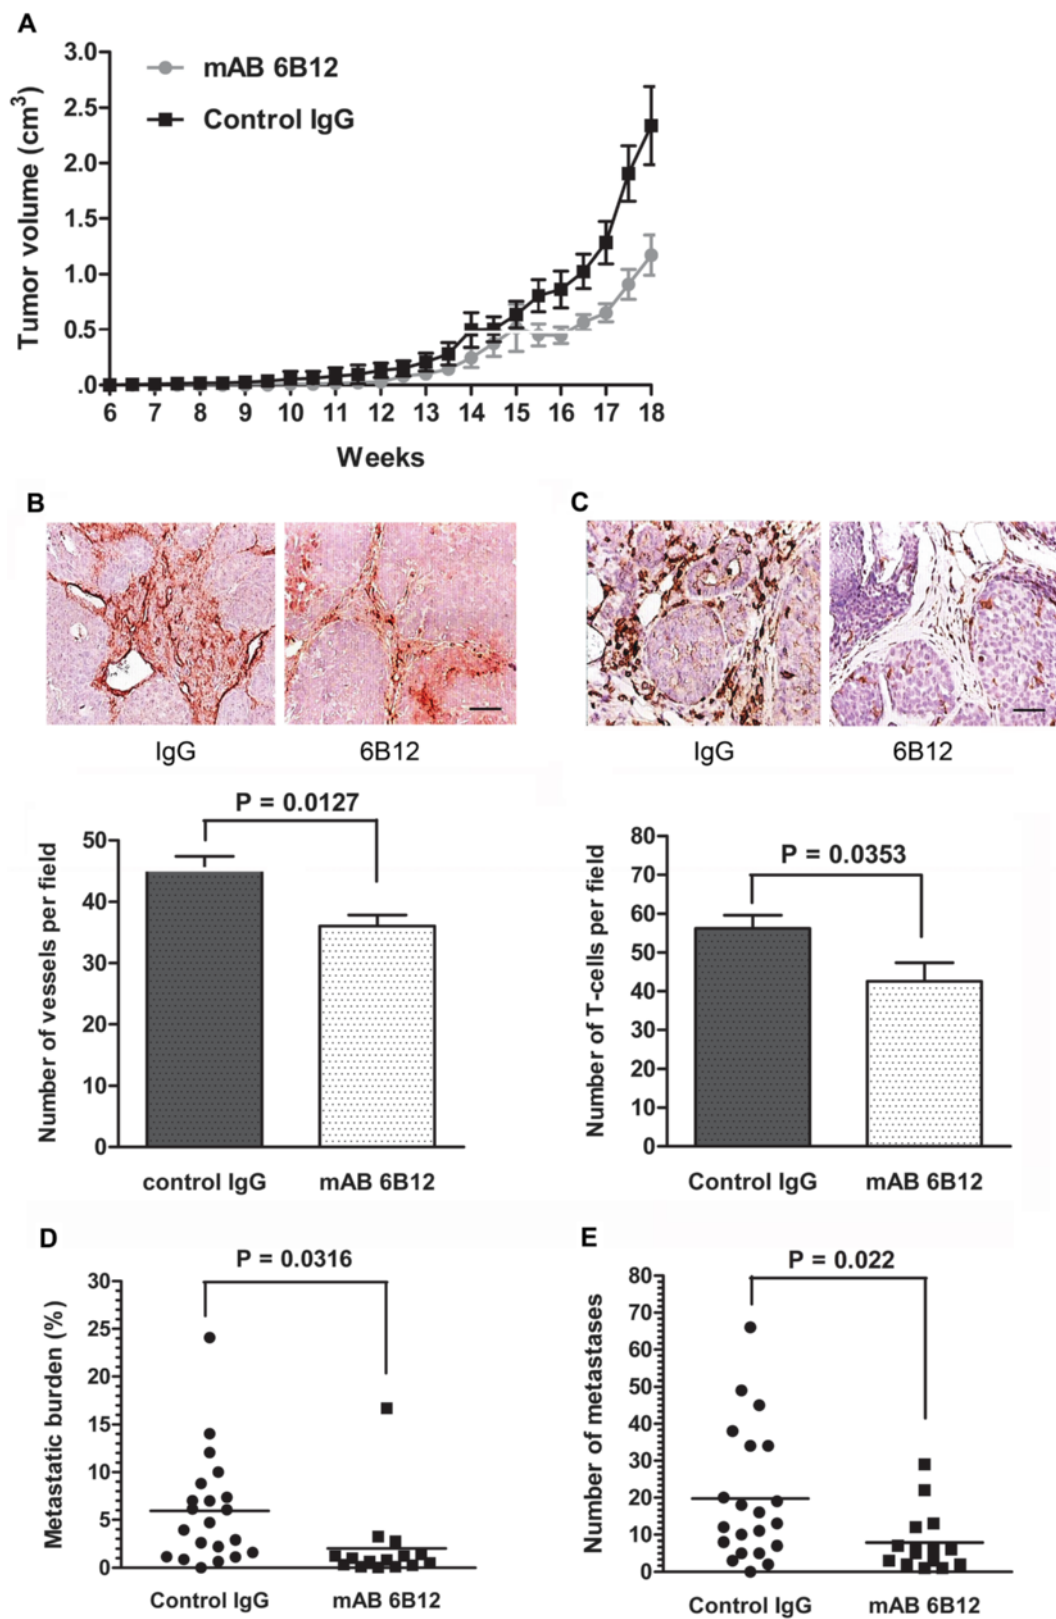 A
mAB 6B12
Control IgG
Tumor volume (cm³)
3.0
2.5
2.0
1.5
1.0
0.5
.0
6 7 8 9 10 11 12 13 14 15 16 17 18
Weeks
B
IgG 6B12
P = 0.0127
Number of vessels per field
50
40
30
20
10
0
control IgG mAB 6B12
C
IgG 6B12
P = 0.0353
Number of T-cells per field
80
70
60
50
40
30
20
10
0
Control IgG mAB 6B12
D
P = 0.0316
Metastatic burden (%)
30
25
20
15
10
5
0
Control IgG mAB 6B12
E
P = 0.022
Number of metastases
80
70
60
50
40
30
20
10
0
Control IgG mAB 6B12